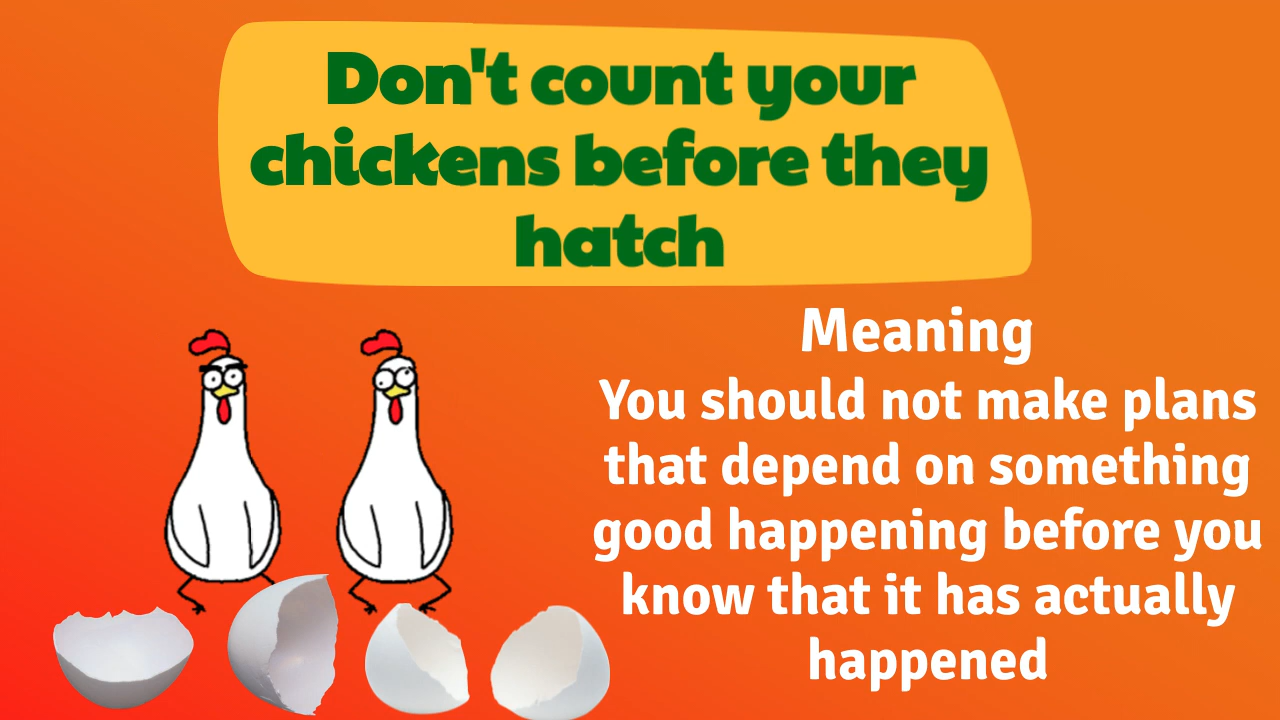 Don't count your
chickens before they
hatch
Meaning
You should not make plans
that depend on something
good happening before you
know that it has actually
happened